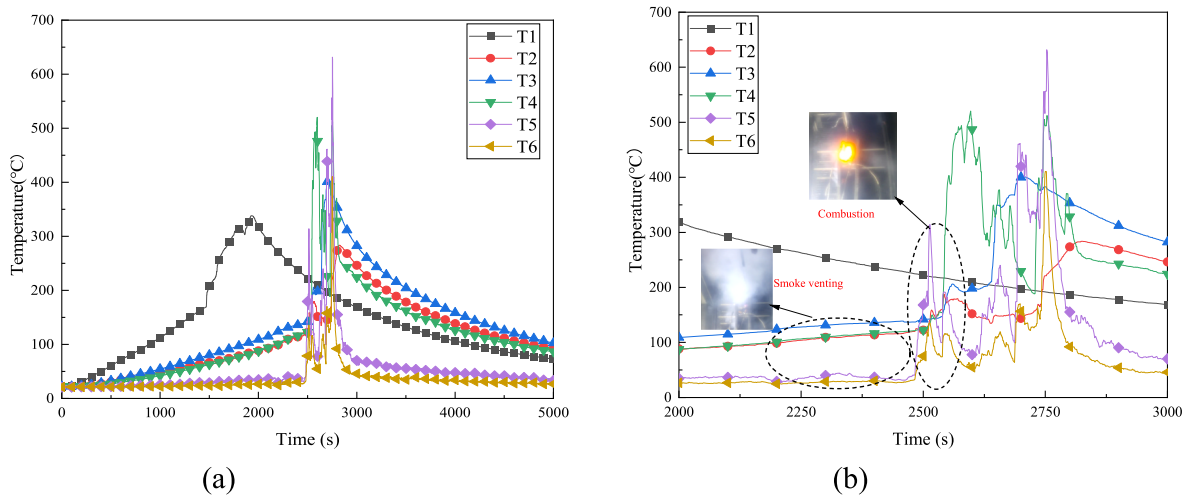 (a)
700
600
500
400
300
200
100
0
Temperature(°C)
0 1000 2000 3000 4000 5000
Time (s)
T1
T2
T3
T4
T5
T6
(b)
700
600
500
400
300
200
100
0
Temperature(°C)
2000 2250 2500 2750 3000
Time (s)
T1
T2
T3
T4
T5
T6
Combustion
Smoke venting
(a)
(b)